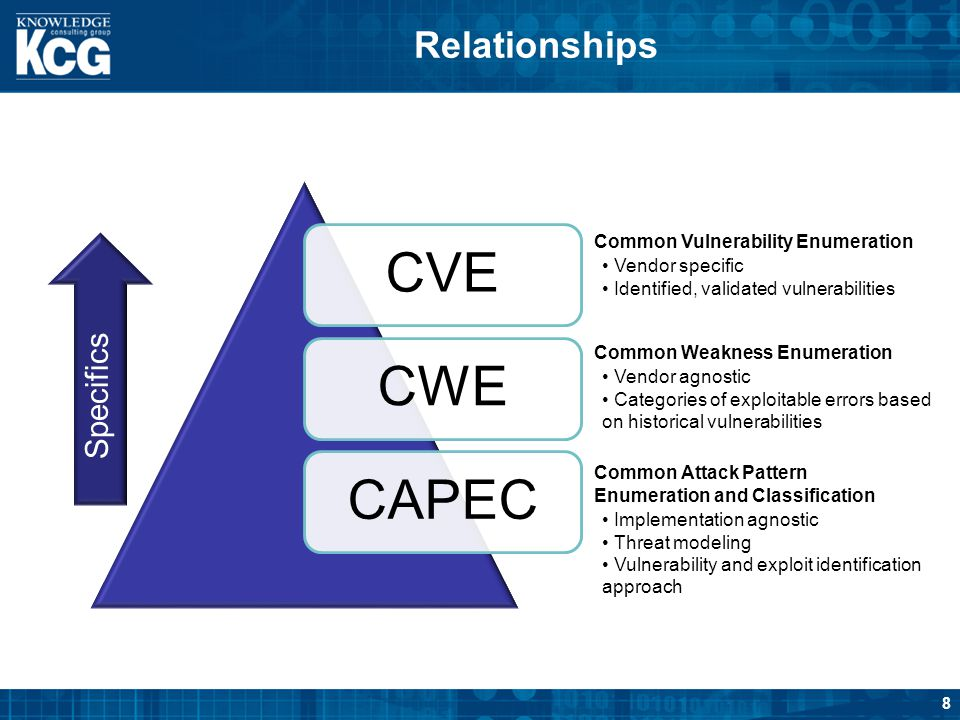 KNOWLEDGE
consulting group
KCG
Relationships
Specifics
CVE
Common Vulnerability Enumeration
• Vendor specific
• Identified, validated vulnerabilities
CWE
Common Weakness Enumeration
• Vendor agnostic
• Categories of exploitable errors based
on historical vulnerabilities
CAPEC
Common Attack Pattern
Enumeration and Classification
• Implementation agnostic
• Threat modeling
• Vulnerability and exploit identification
approach
8